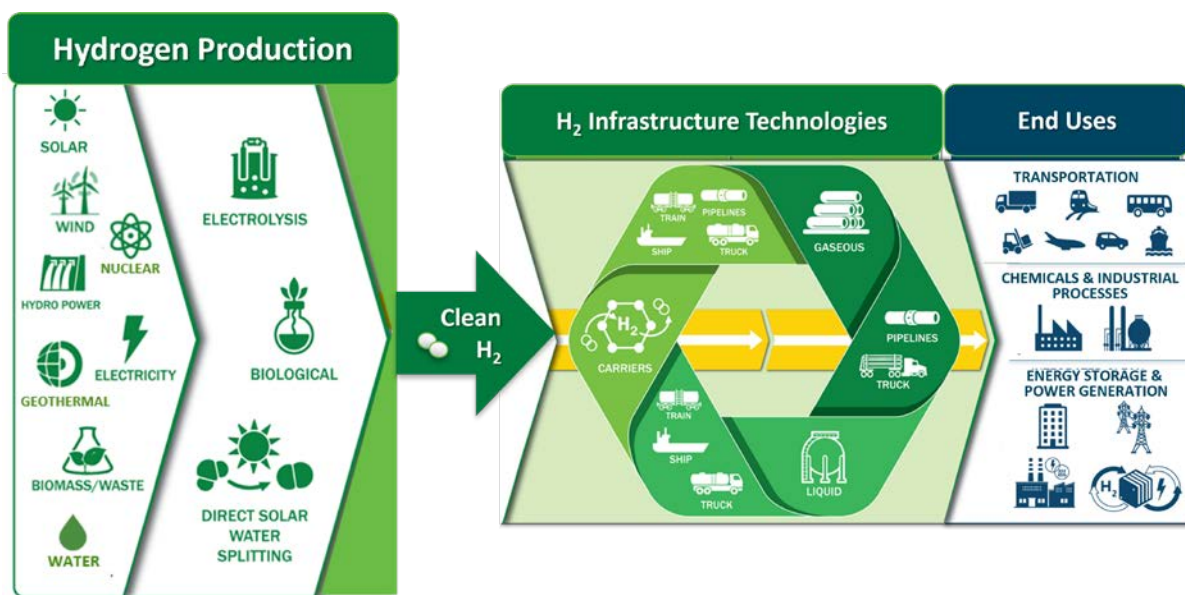 Hydrogen Production
SOLAR
WIND
NUCLEAR
HYDRO POWER
ELECTRICITY
GEOTHERMAL
BIOMASS/WASTE
WATER
ELECTROLYSIS
BIOLOGICAL
DIRECT SOLAR
WATER
SPLITTING
Clean
H₂
H₂ Infrastructure Technologies
TRAIN
PIPELINES
SHIP
TRUCK
GASEOUS
H₂
CARRIERS
PIPELINES
TRUCK
TRAIN
SHIP
TRUCK
LIQUID
End Uses
TRANSPORTATION
CHEMICALS & INDUSTRIAL
PROCESSES
ENERGY STORAGE &
POWER GENERATION
H₂